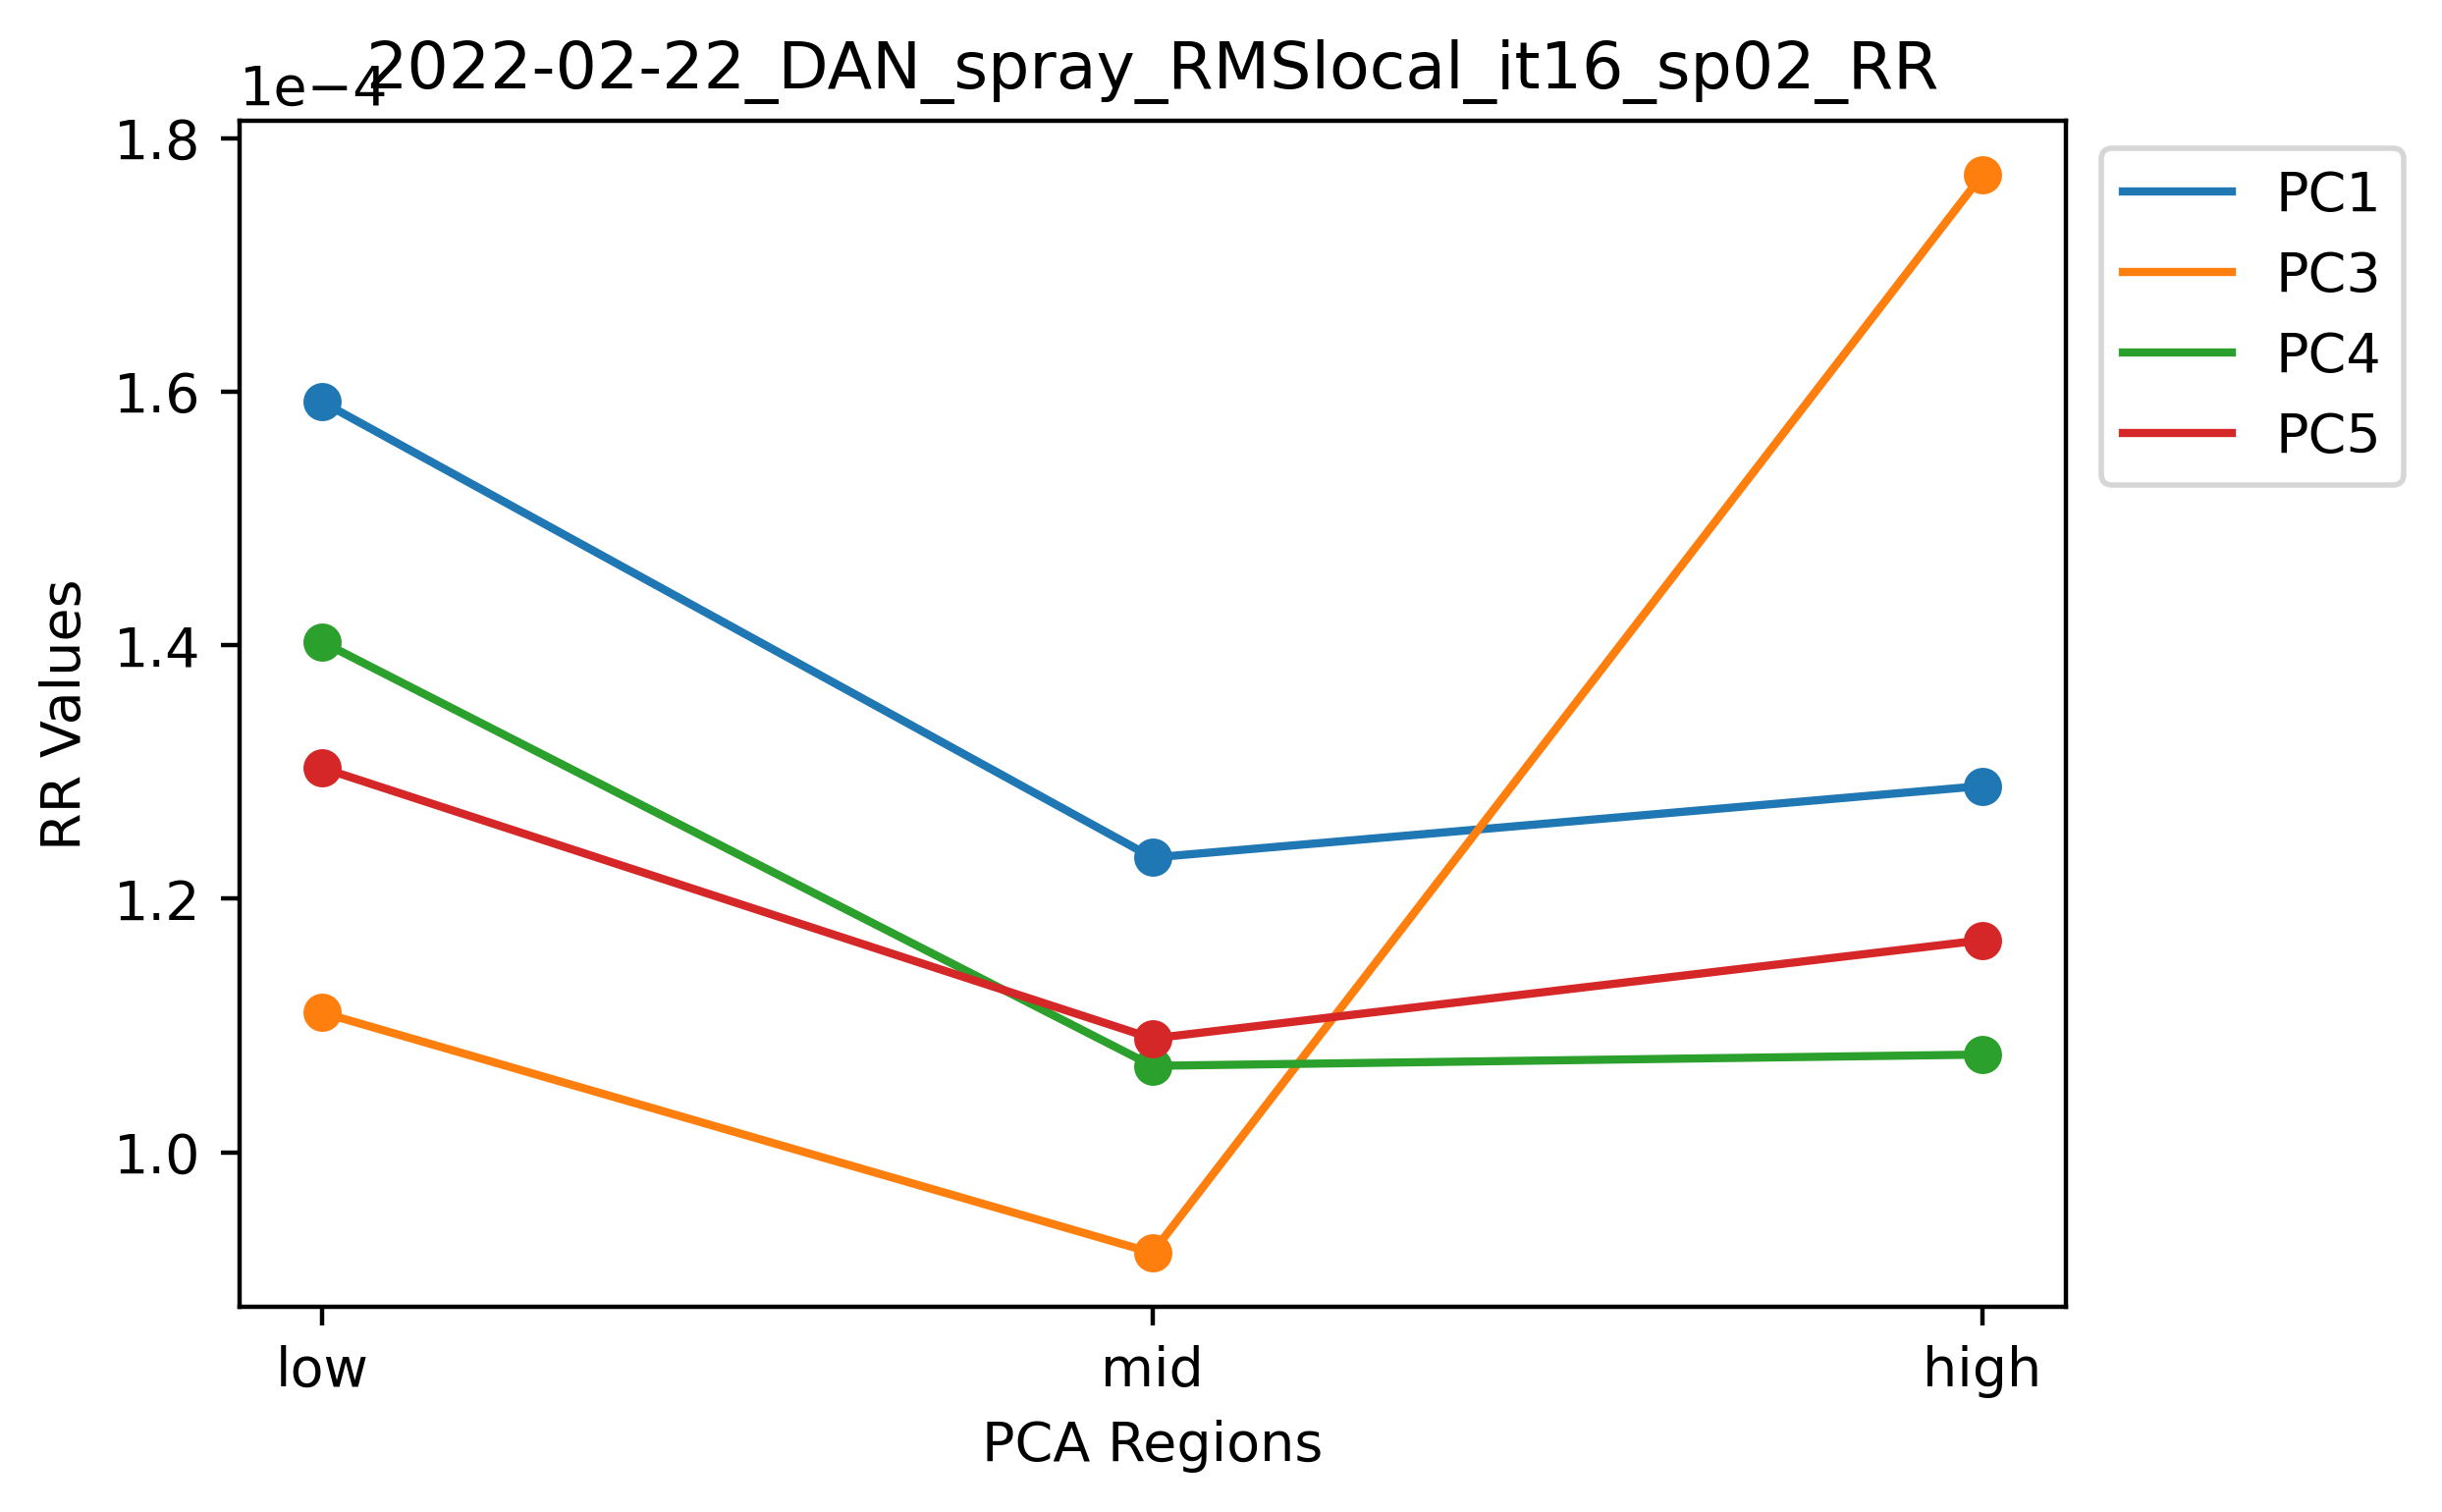 2022-02-22_DAN_spray_RMSlocal_it16_sp02_RR
1e−4
1.8
1.6
1.4
1.2
1.0
RR Values
low
mid
high
PCA Regions
PC1
PC3
PC4
PC5